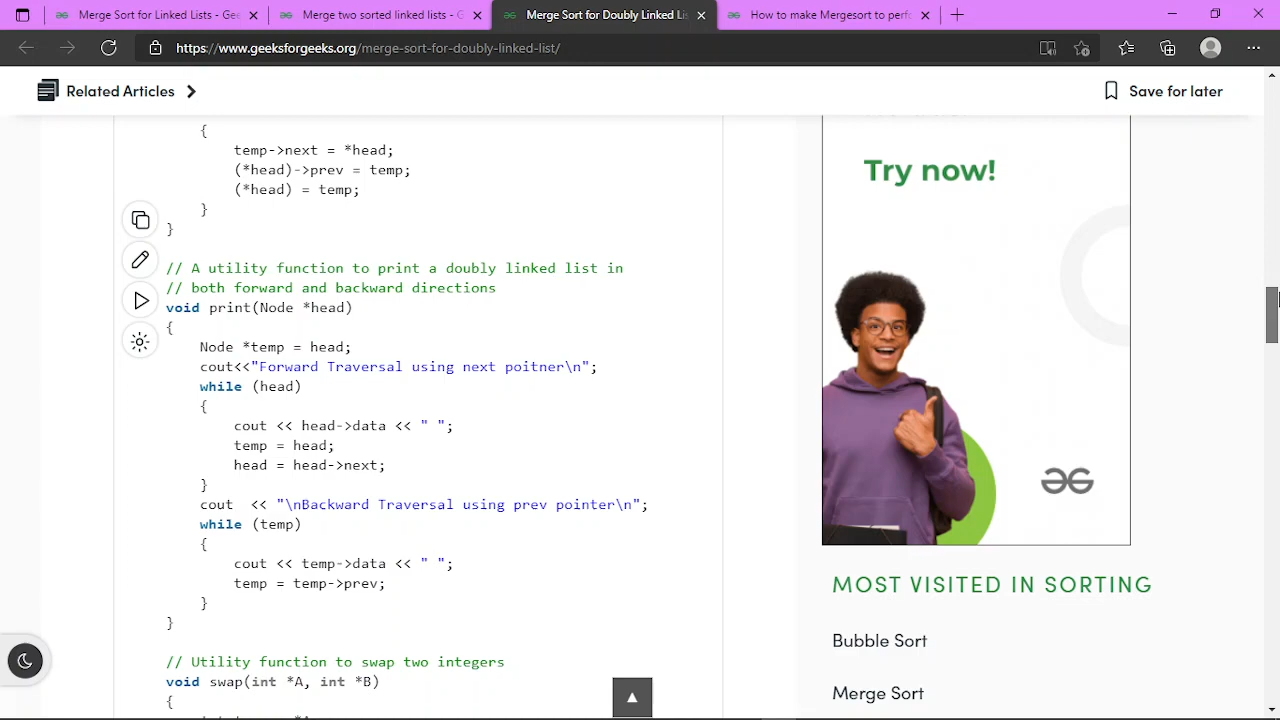 Merge Sort for Linked Lists - Gee
Merge two sorted linked lists - G
Merge Sort for Doubly Linked Lis
How to make Mergesort to perfo
https://www.geeksforgeeks.org/merge-sort-for-doubly-linked-list/
Related Articles
Save for later
{
temp->next = *head;
(*head)->prev = temp;
(*head) = temp;
}
}
// A utility function to print a doubly linked list in
// both forward and backward directions
void print(Node *head)
{
Node *temp = head;
cout<<"Forward Traversal using next poitner\n";
while (head)
{
cout << head->data << " ";
temp = head;
head = head->next;
}
cout  << "\nBackward Traversal using prev pointer\n";
while (temp)
{
cout << temp->data << " ";
temp = temp->prev;
}
}
// Utility function to swap two integers
void swap(int *A, int *B)
{
Try now!
MOST VISITED IN SORTING
Bubble Sort
Merge Sort